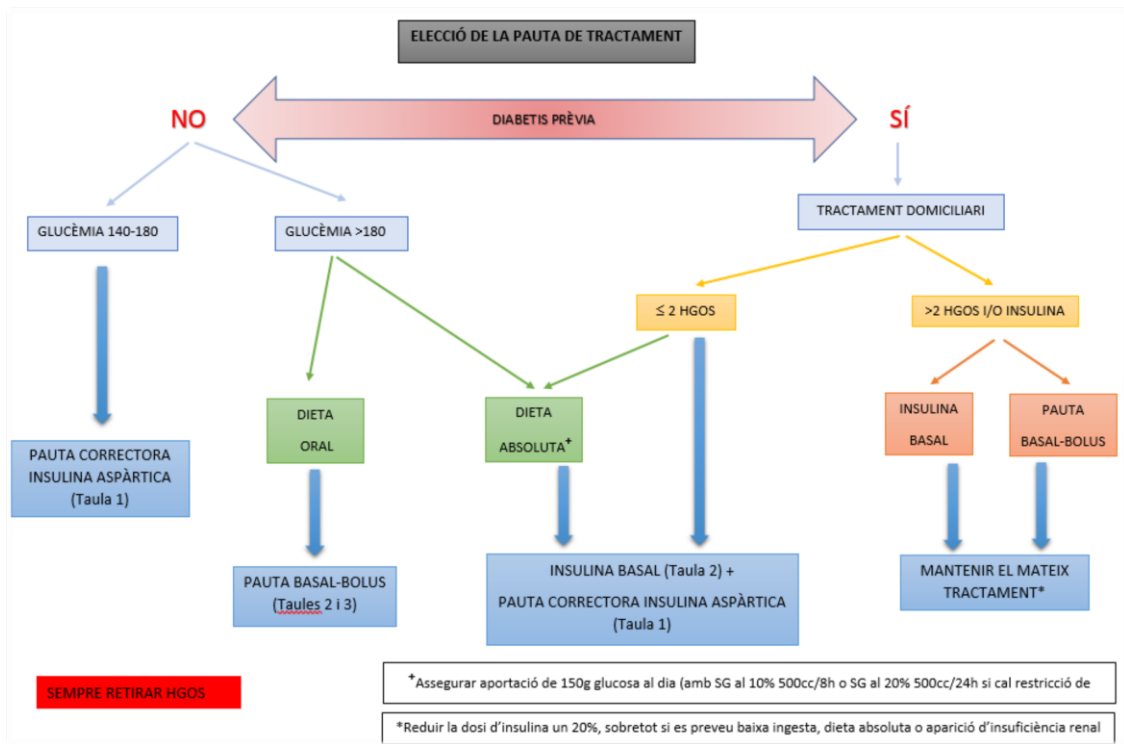 ELECCIÓ DE LA PAUTA DE TRACTAMENT
NO
DIABETIS PRÈVIA
SÍ
TRACTAMENT DOMICILIARI
GLUCÈMIA 140-180
GLUCÈMIA >180
≤ 2 HGOS
>2 HGOS I/O INSULINA
DIETA
ORAL
DIETA
ABSOLUTA⁺
INSULINA
BASAL
PAUTA
BASAL-BOLUS
PAUTA CORRECTORA
INSULINA ASPÀRTICA
(Taula 1)
PAUTA BASAL-BOLUS
(Taules 2 i 3)
INSULINA BASAL (Taula 2) +
PAUTA CORRECTORA INSULINA ASPÀRTICA
(Taula 1)
MANTENIR EL MATEIX
TRACTAMENT*
SEMPRE RETIRAR HGOS
⁺Assegurar aportació de 150g glucosa al dia (amb SG al 10% 500cc/8h o SG al 20% 500cc/24h si cal restricció de
*Reduir la dosi d’insulina un 20%, sobretot si es preveu baixa ingesta, dieta absoluta o aparició d’insuficiència renal